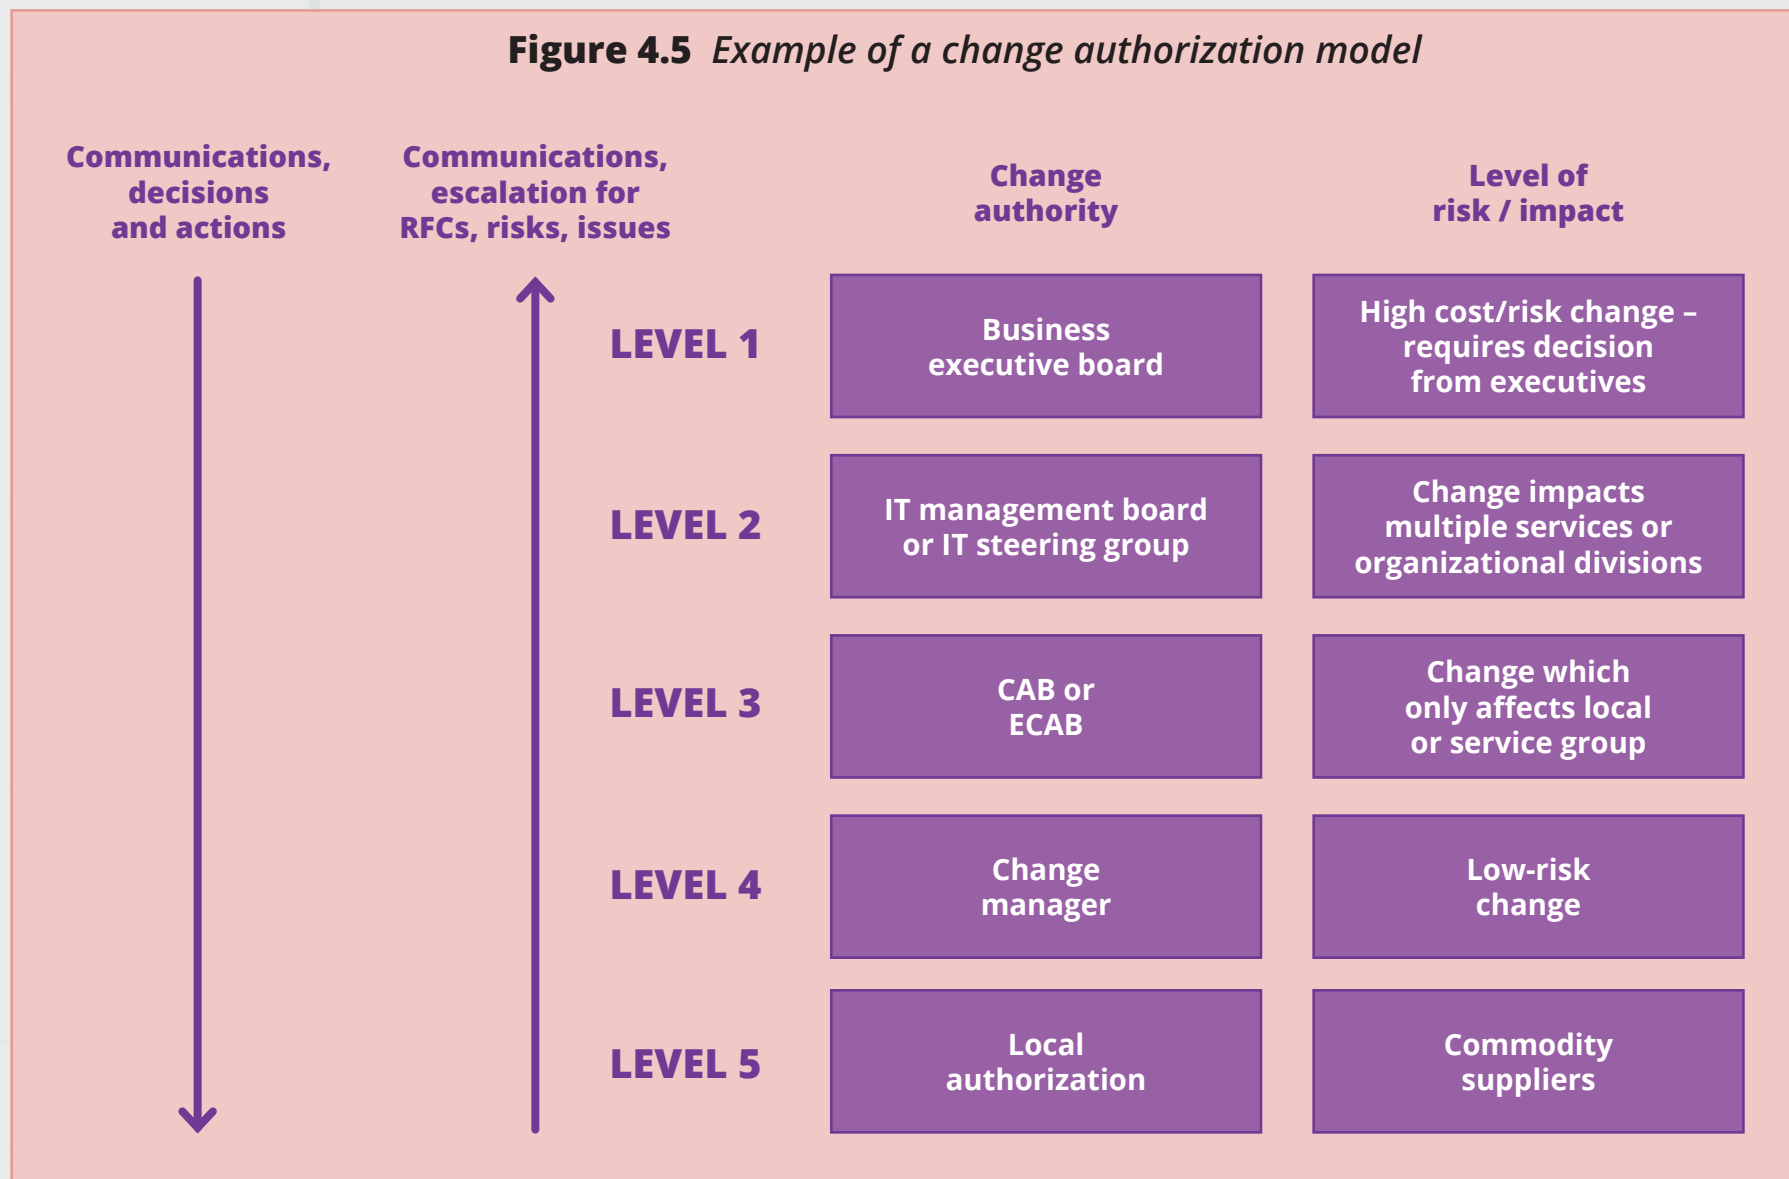 Figure 4.5 Example of a change authorization model
Communications,
decisions
and actions
Communications,
escalation for
RFCs, risks, issues
Change
authority
Level of
risk / impact
LEVEL 1
Business
executive board
High cost/risk change –
requires decision
from executives
LEVEL 2
IT management board
or IT steering group
Change impacts
multiple services or
organizational divisions
LEVEL 3
CAB or
ECAB
Change which
only affects local
or service group
LEVEL 4
Change
manager
Low-risk
change
LEVEL 5
Local
authorization
Commodity
suppliers